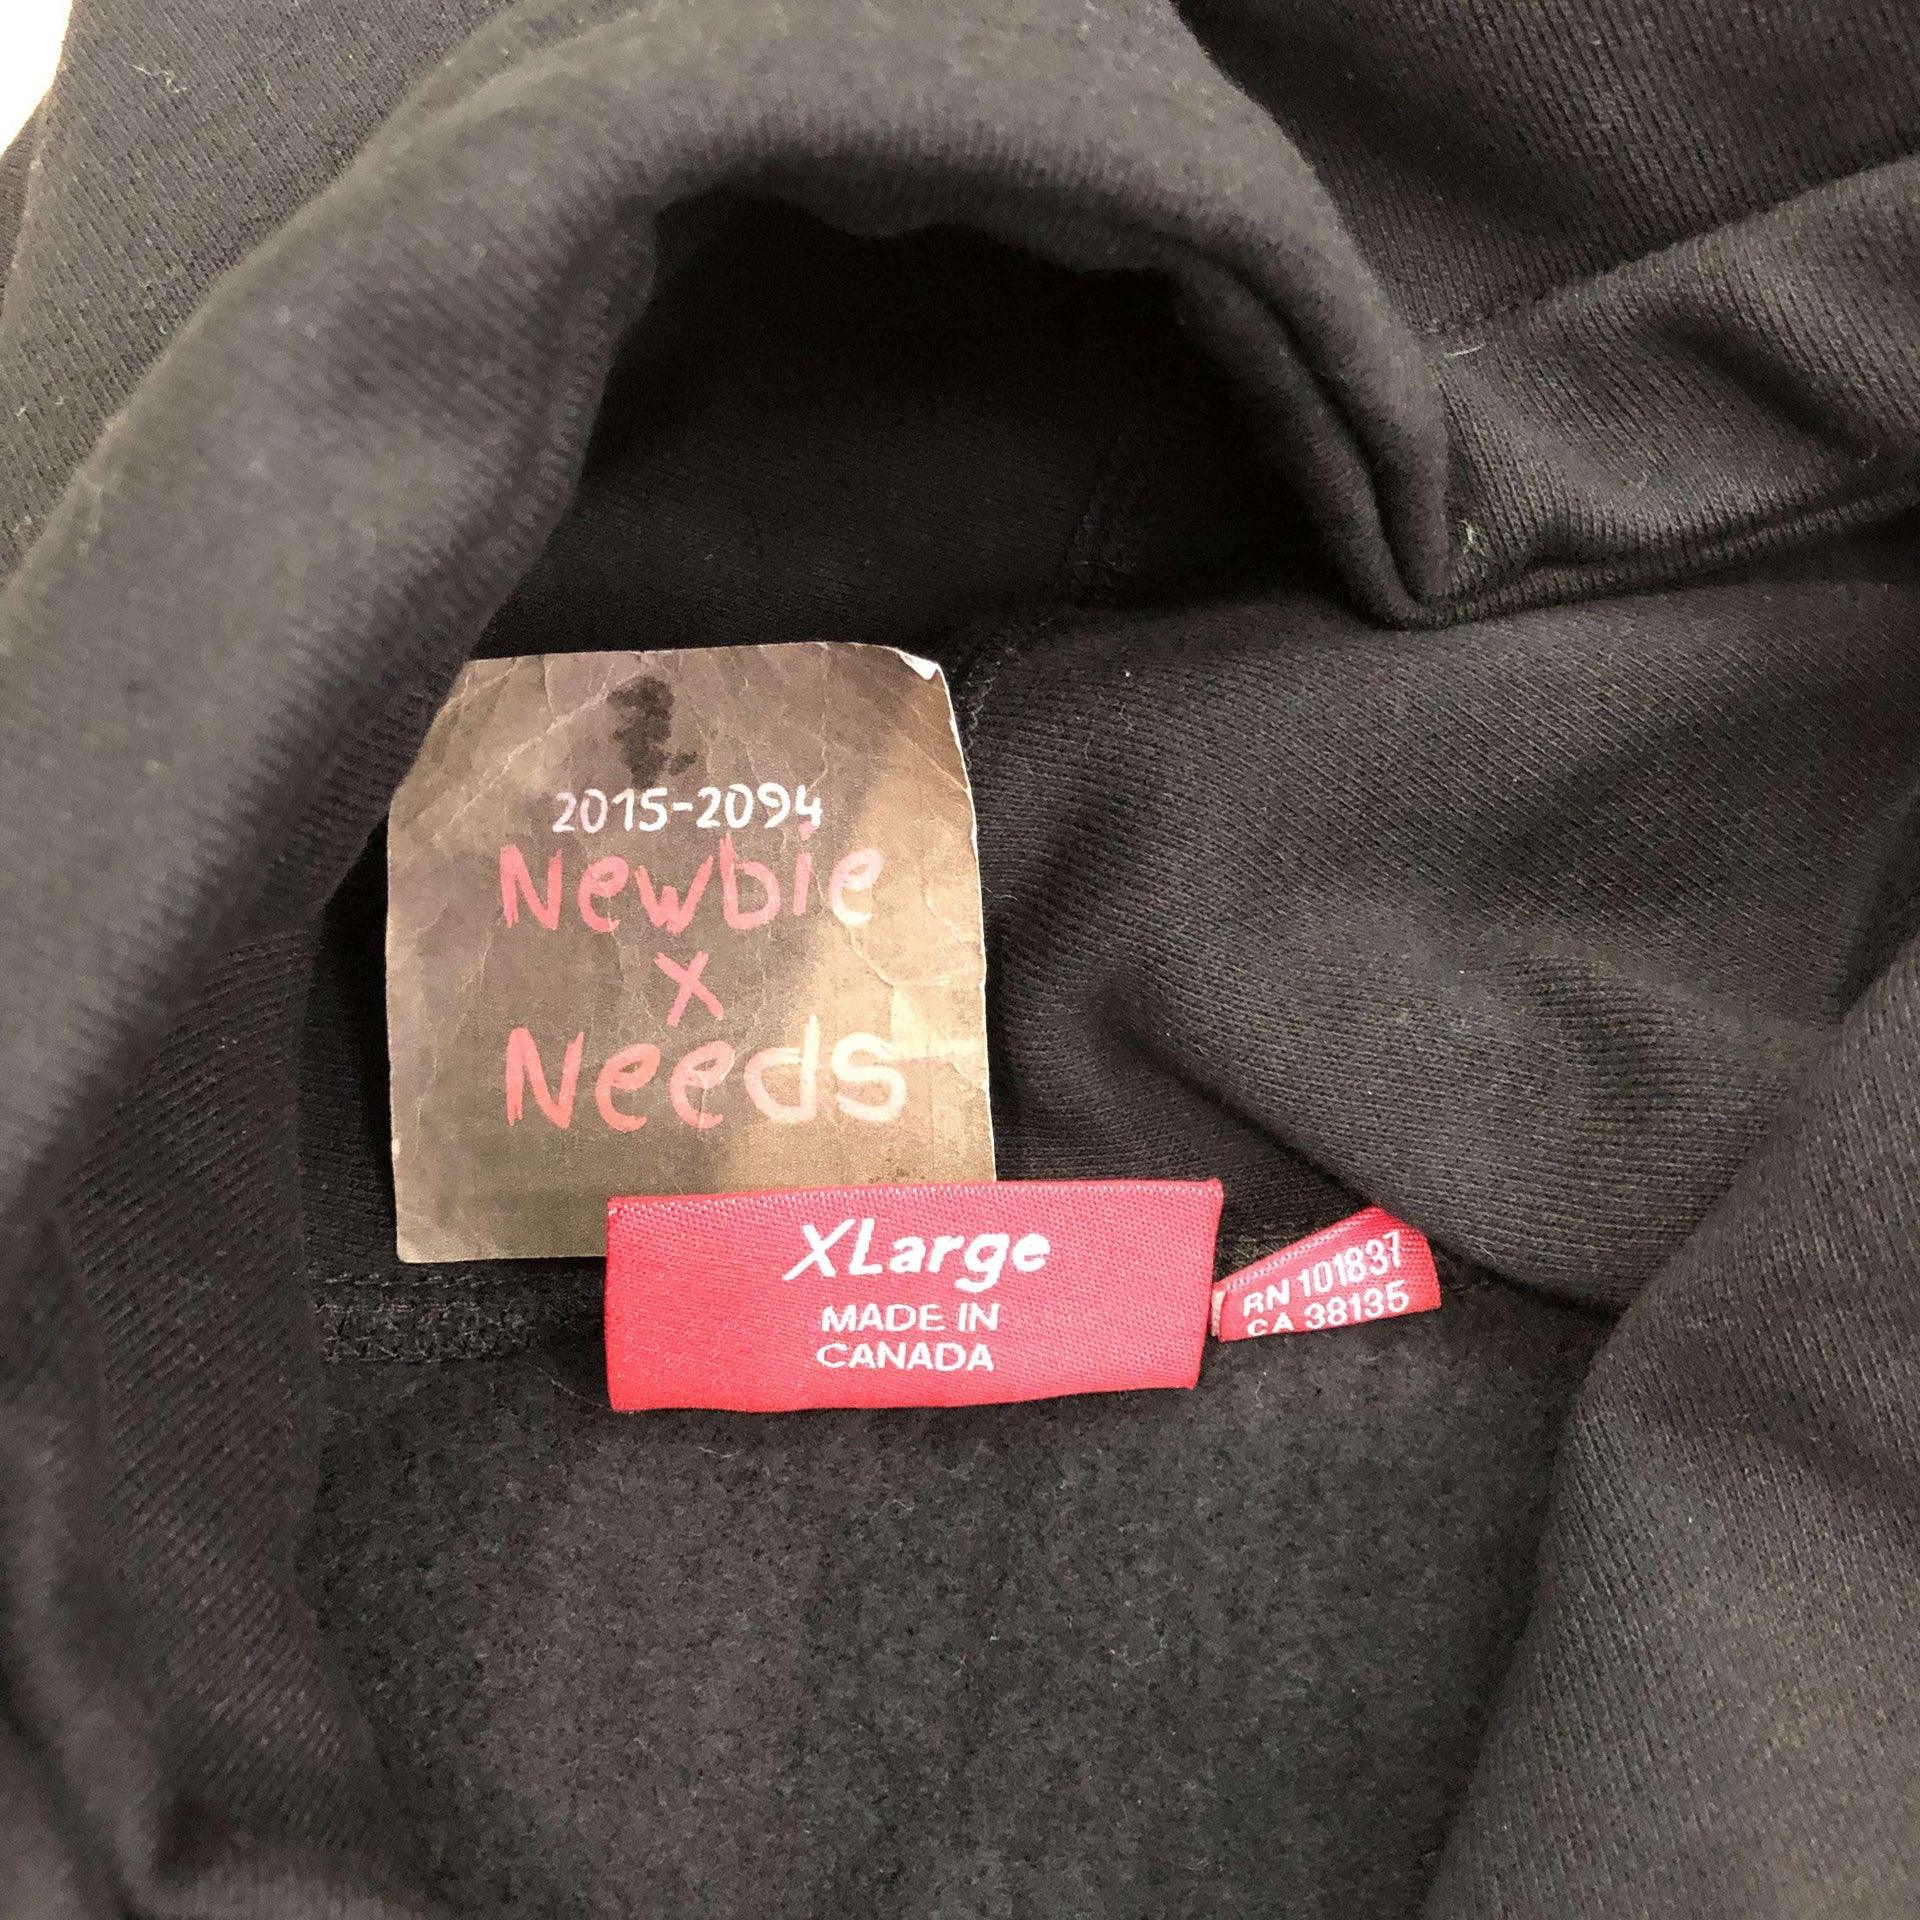 2015-2094
Newbie
x
Needs
XLarge
MADE IN
CANADA
RN 101837
CA 38135